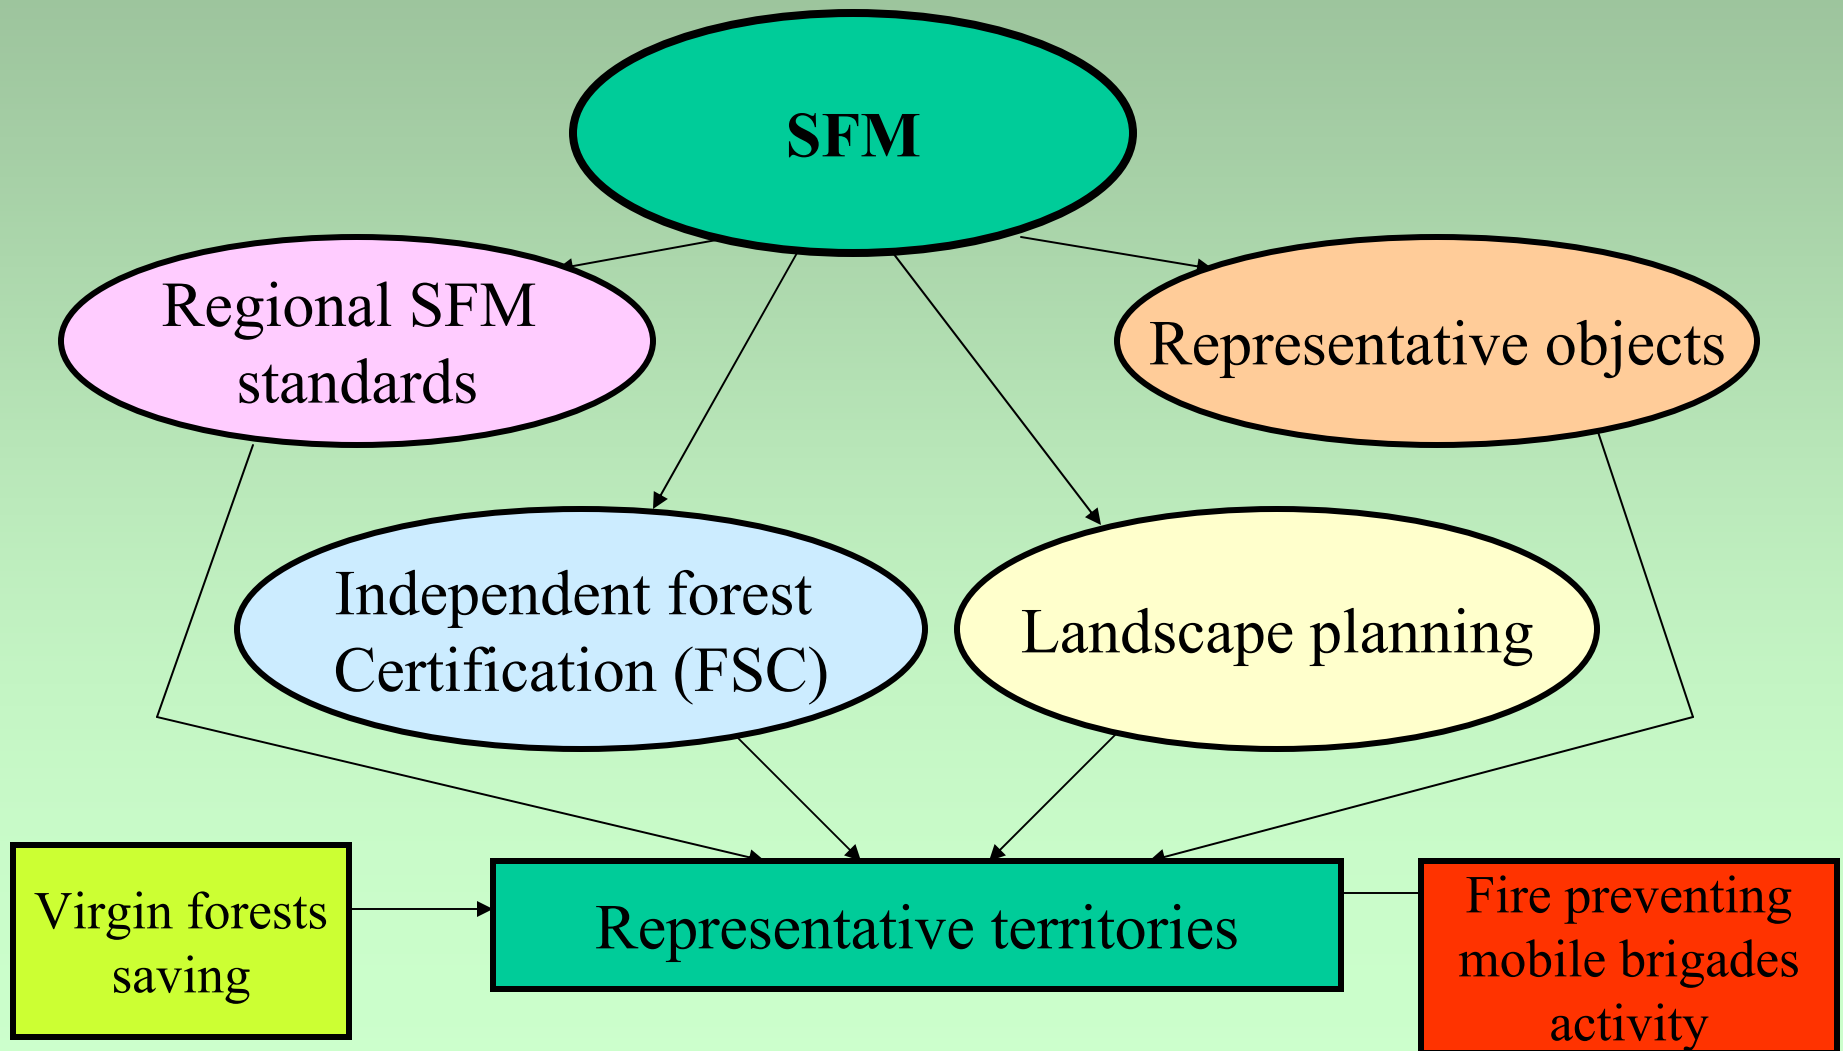 SFM
Regional SFM
standards
Representative objects
Independent forest
Certification (FSC)
Landscape planning
Virgin forests
saving
Representative territories
Fire preventing
mobile brigades
activity